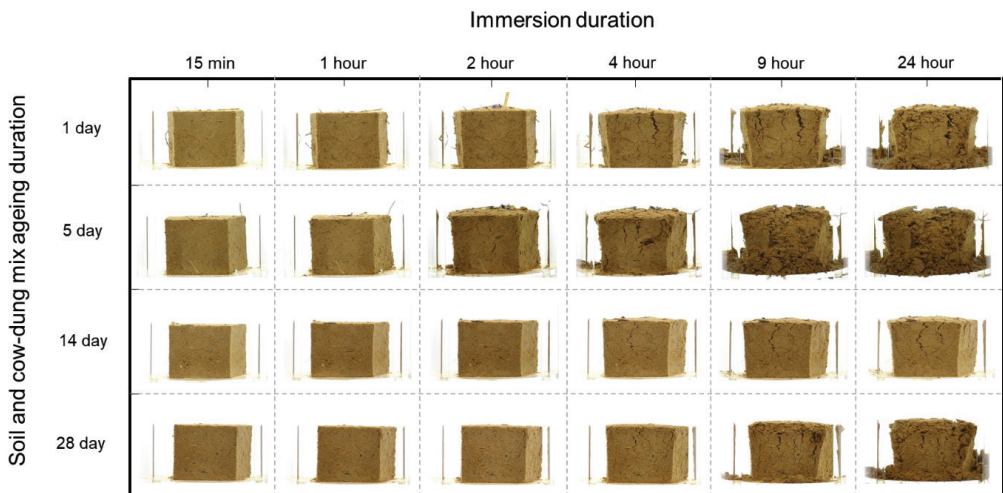 Immersion duration
15 min
1 hour
2 hour
4 hour
9 hour
24 hour
Soil and cow-dung mix ageing duration
1 day
5 day
14 day
28 day